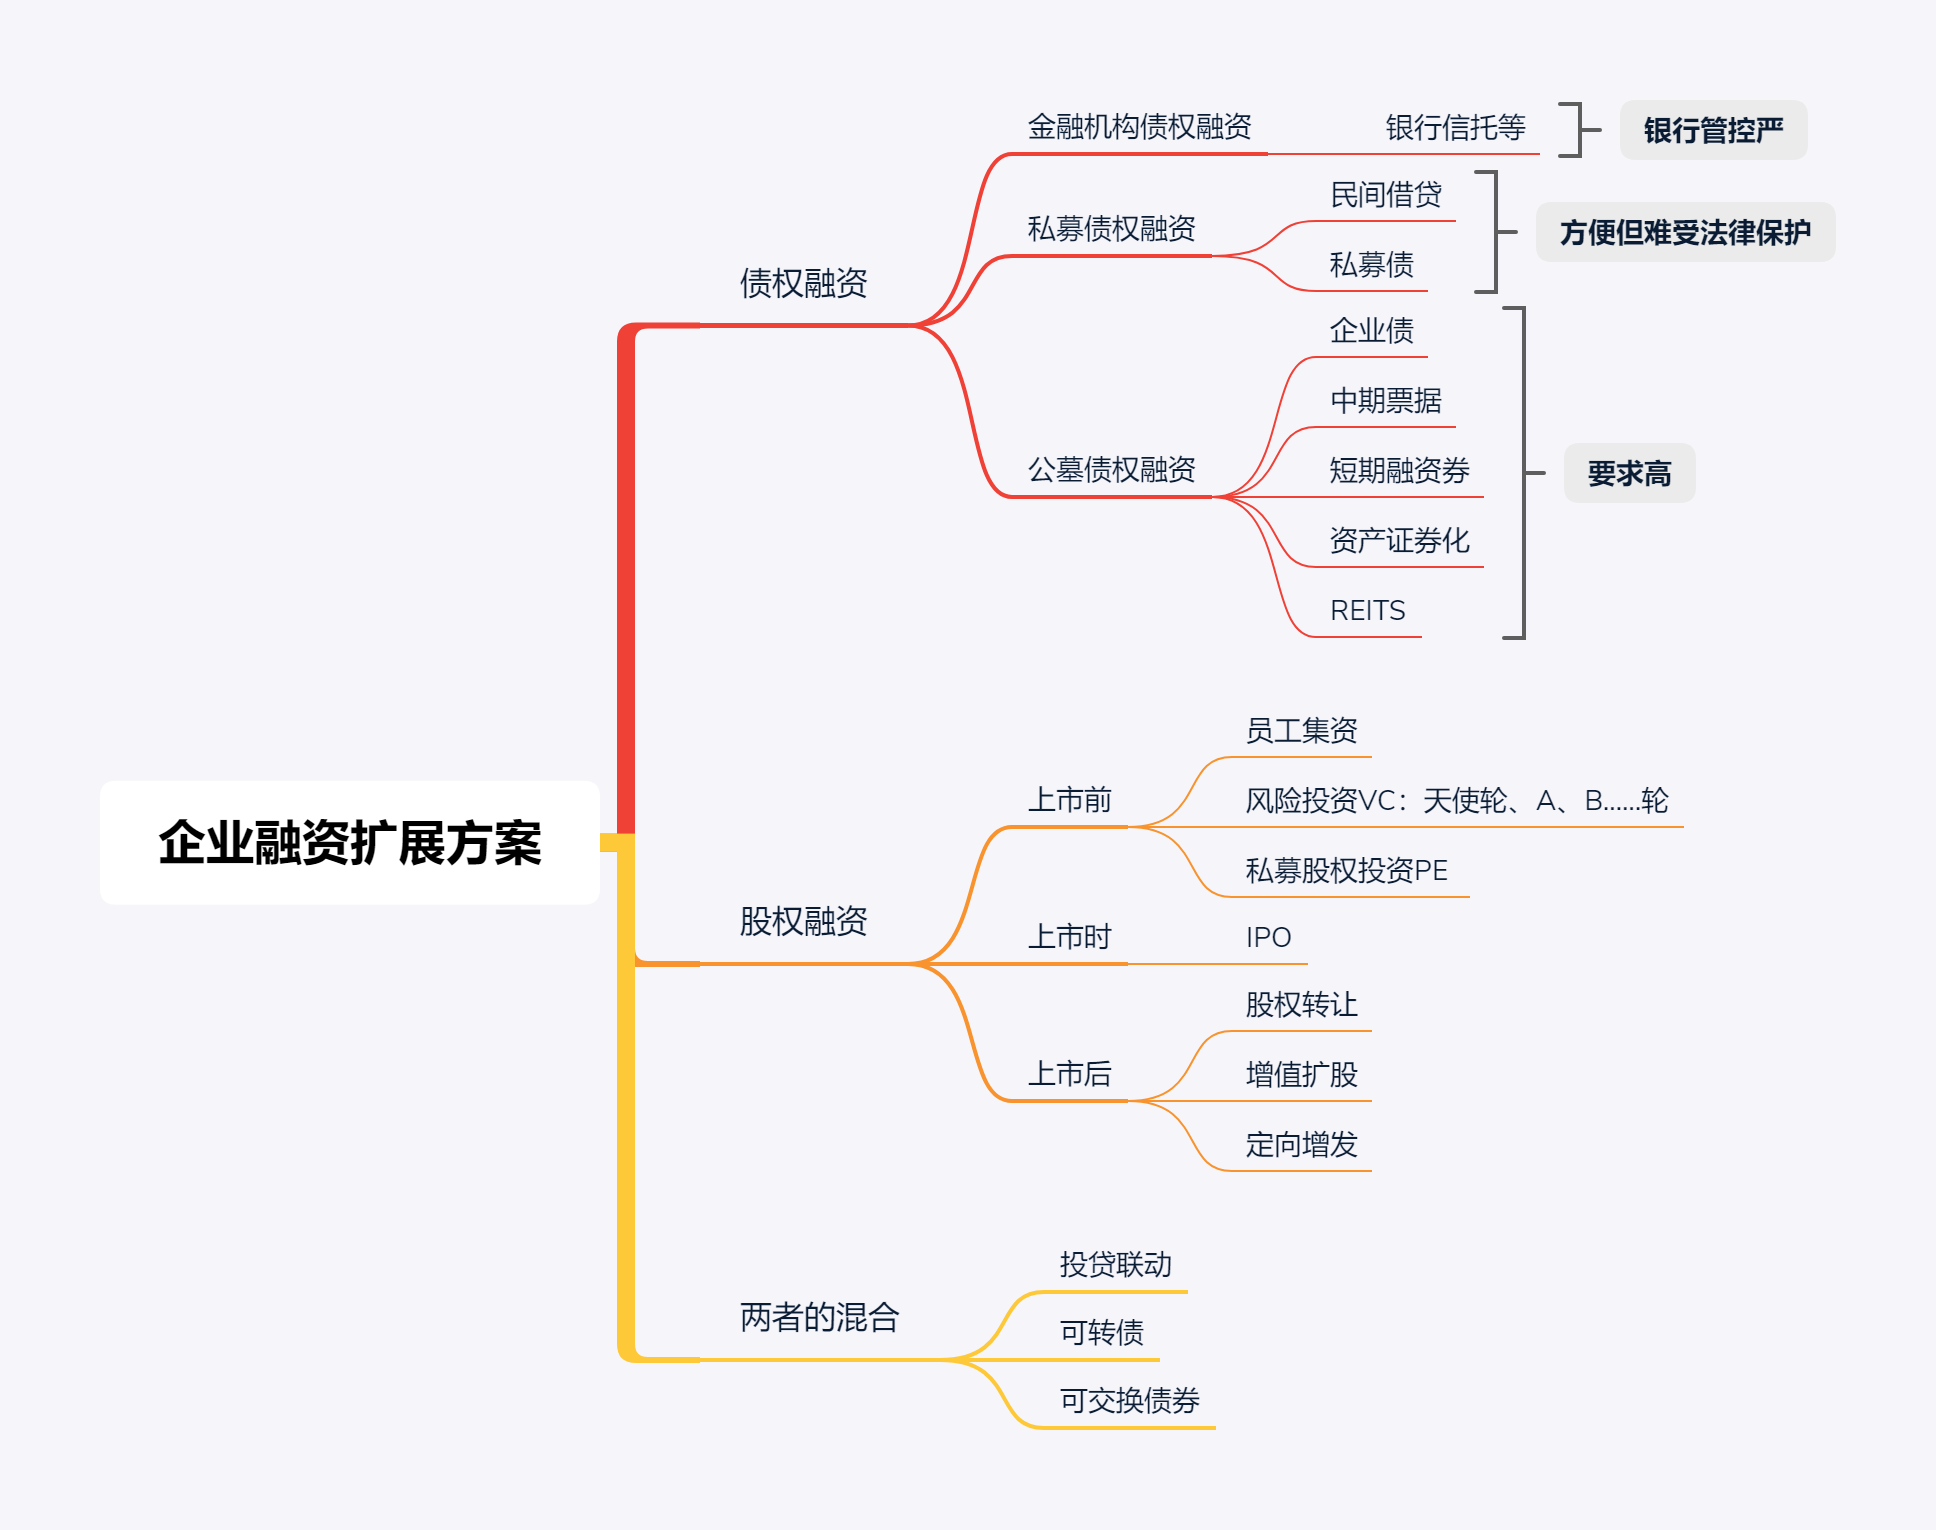 企业融资扩展方案
债权融资
金融机构债权融资
银行信托等
银行管控严
私募债权融资
民间借贷
私募债
方便但难受法律保护
公墓债权融资
企业债
中期票据
短期融资券
资产证券化
REITS
要求高
股权融资
上市前
员工集资
风险投资VC：天使轮、A、B......轮
私募股权投资PE
上市时
IPO
上市后
股权转让
增值扩股
定向增发
两者的混合
投贷联动
可转债
可交换债券